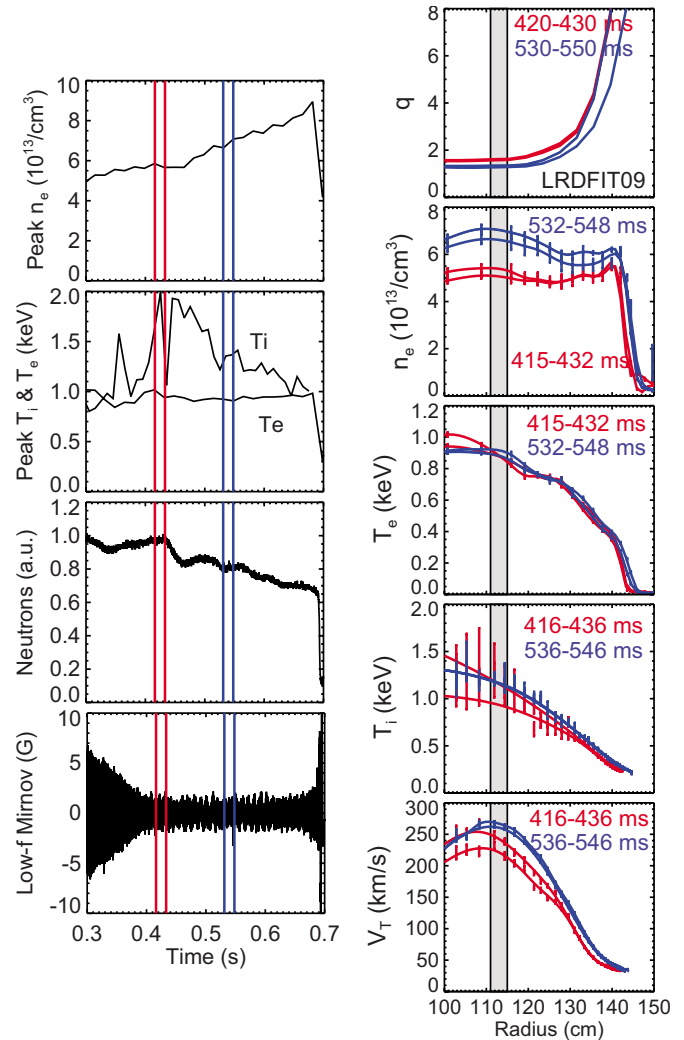 Peak n_e (10^13/cm^3)
10
8
6
4
2
0
Peak T_i & T_e (keV)
2.0
1.5
1.0
0.5
0.0
Ti
Te
Neutrons (a.u.)
1.0
0.8
0.6
0.4
0.2
0.0
Low-f Mirnov (G)
10
5
0
-5
-10
0.3 0.4 0.5 0.6 0.7
Time (s)
q
8
6
4
2
0
420-430 ms
530-550 ms
LRDFIT09
n_e (10^13/cm^3)
8
6
4
2
0
532-548 ms
415-432 ms
T_e (keV)
1.2
1.0
0.8
0.6
0.4
0.2
0.0
415-432 ms
532-548 ms
T_i (keV)
2.0
1.5
1.0
0.5
0.0
416-436 ms
536-546 ms
V_T (km/s)
300
250
200
150
100
50
0
416-436 ms
536-546 ms
100 110 120 130 140 150
Radius (cm)